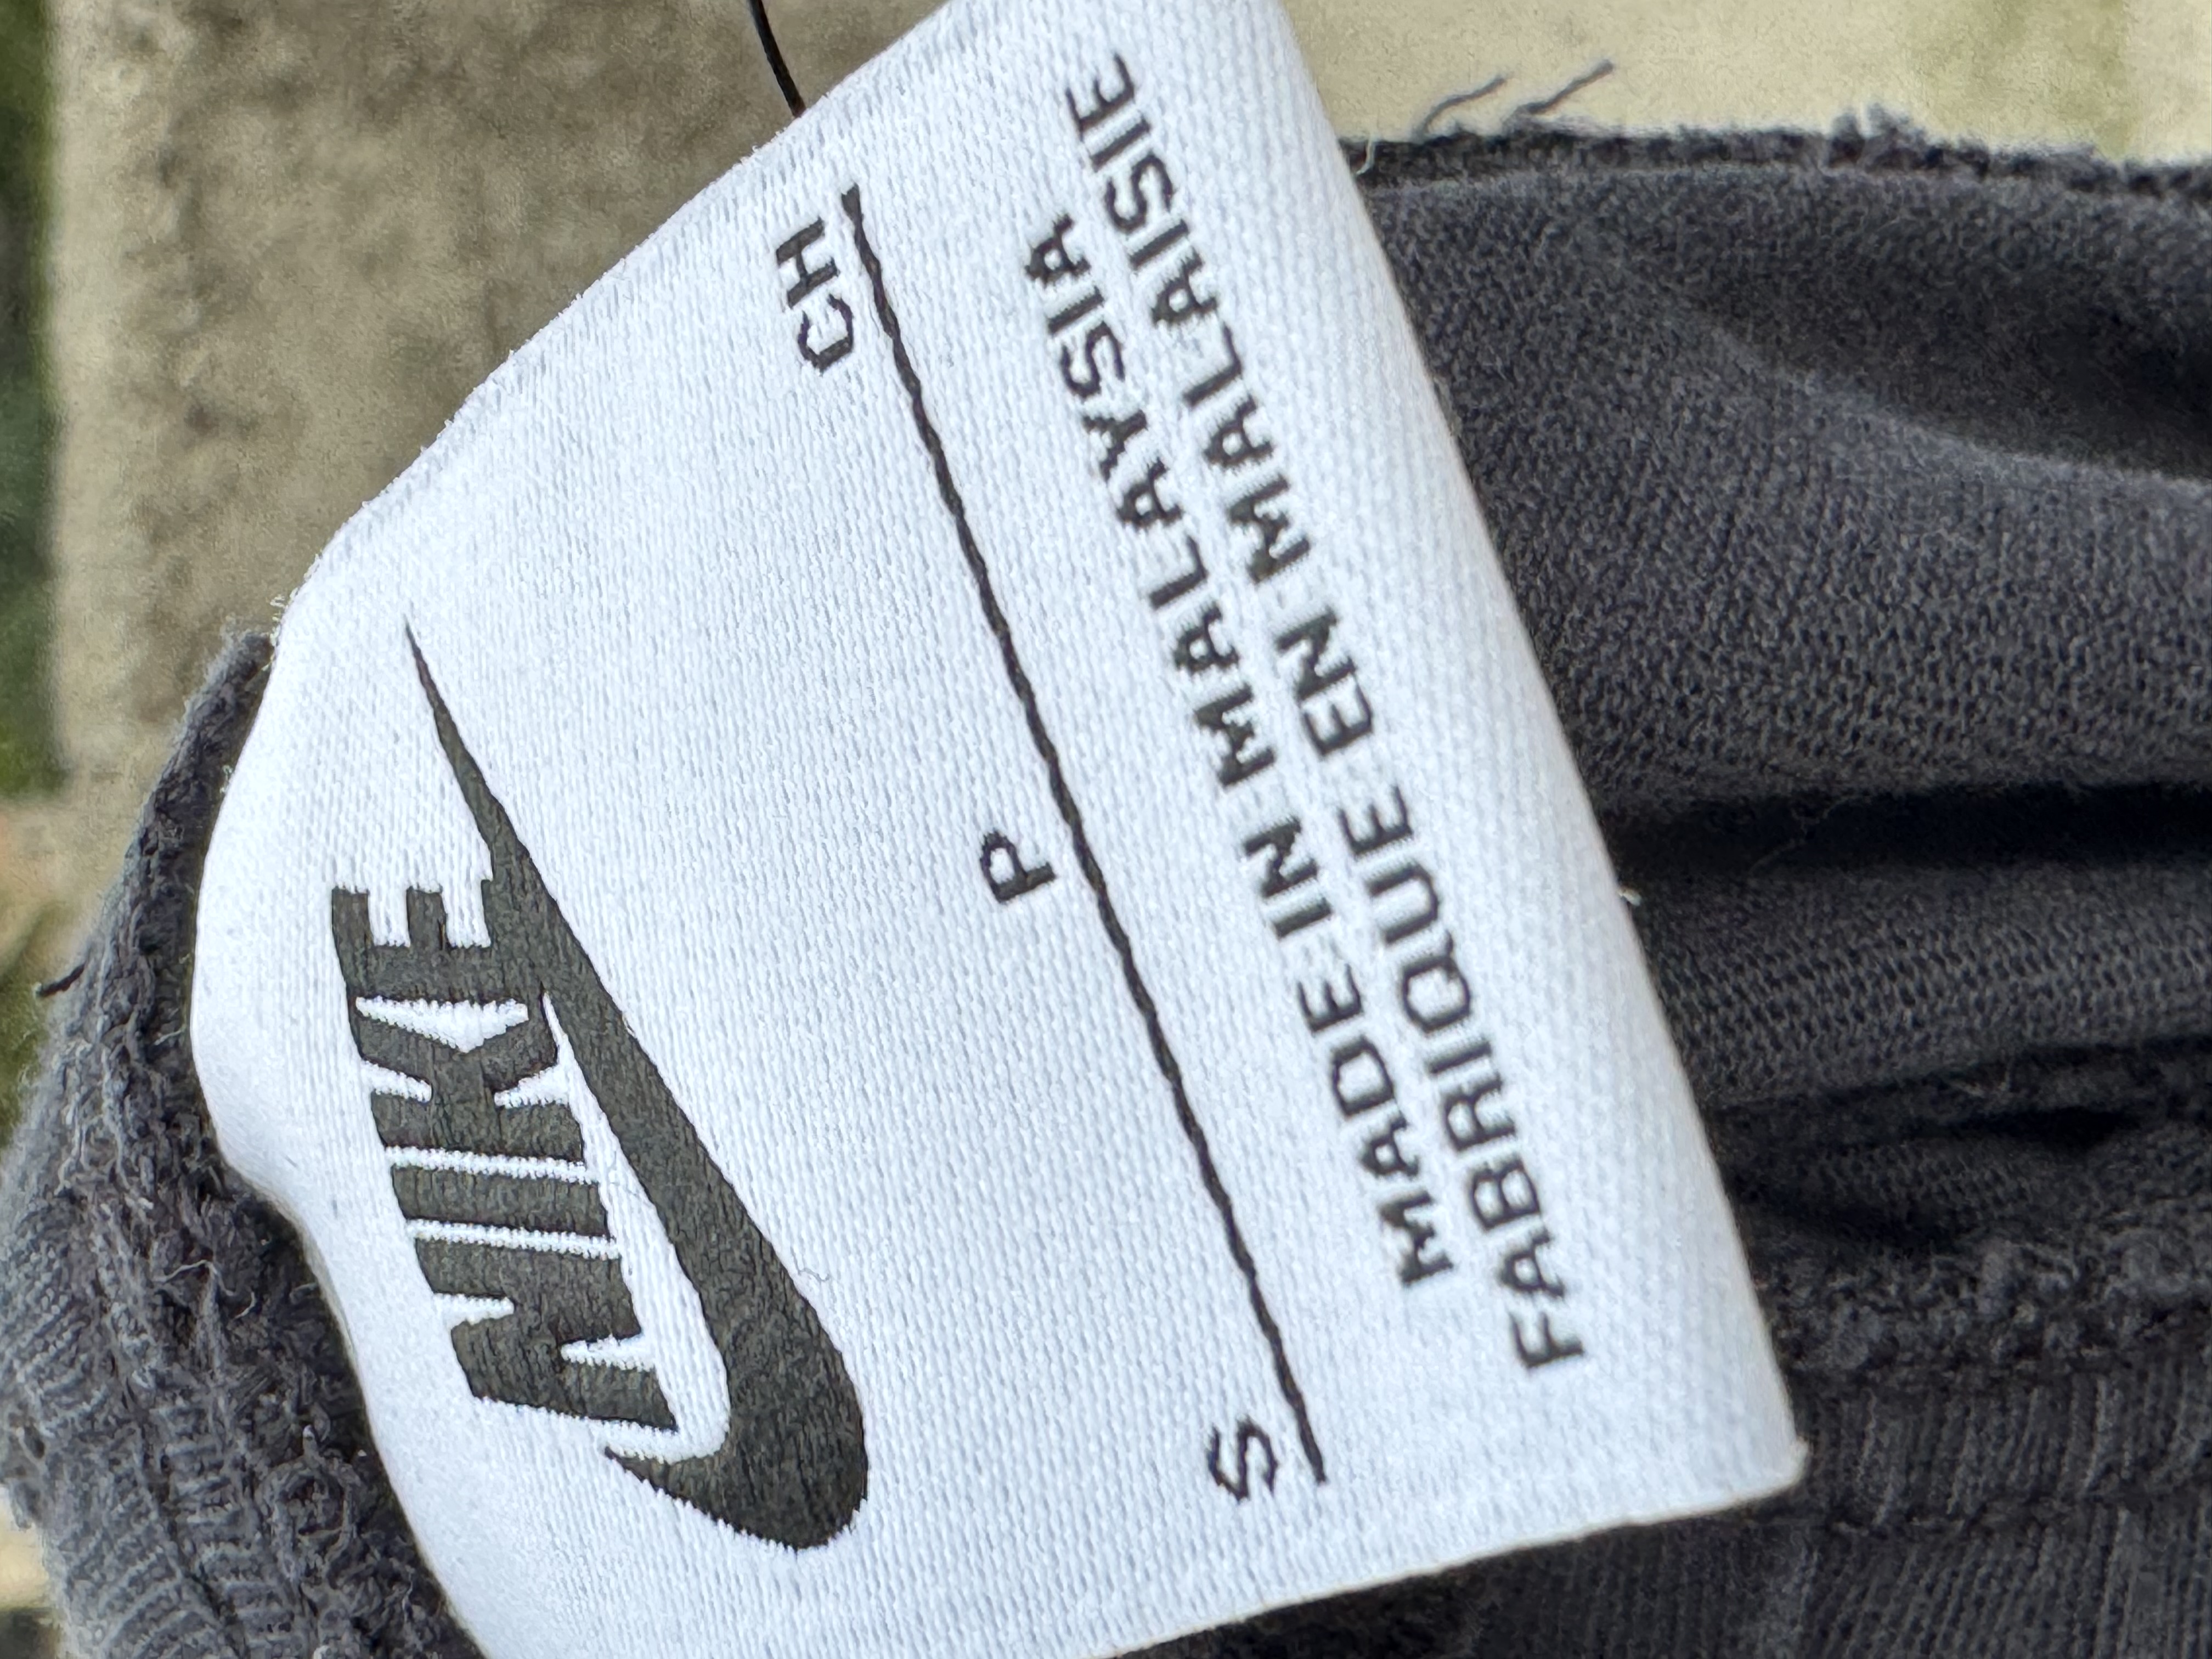 NIKE
S P CH
MADE IN MALAYSIA
FABRIQUE EN MALAISIE